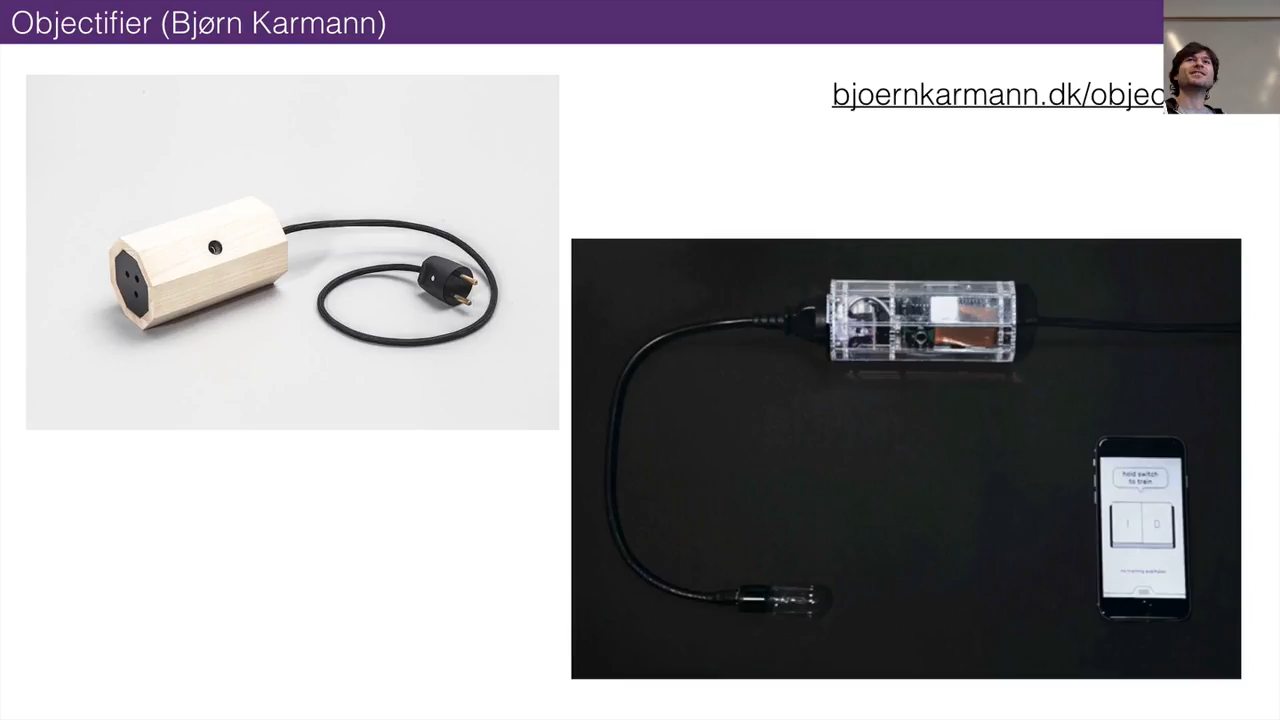 Objectifier (Bjørn Karmann)
bjoernkarmann.dk/objec
hold switch
to train